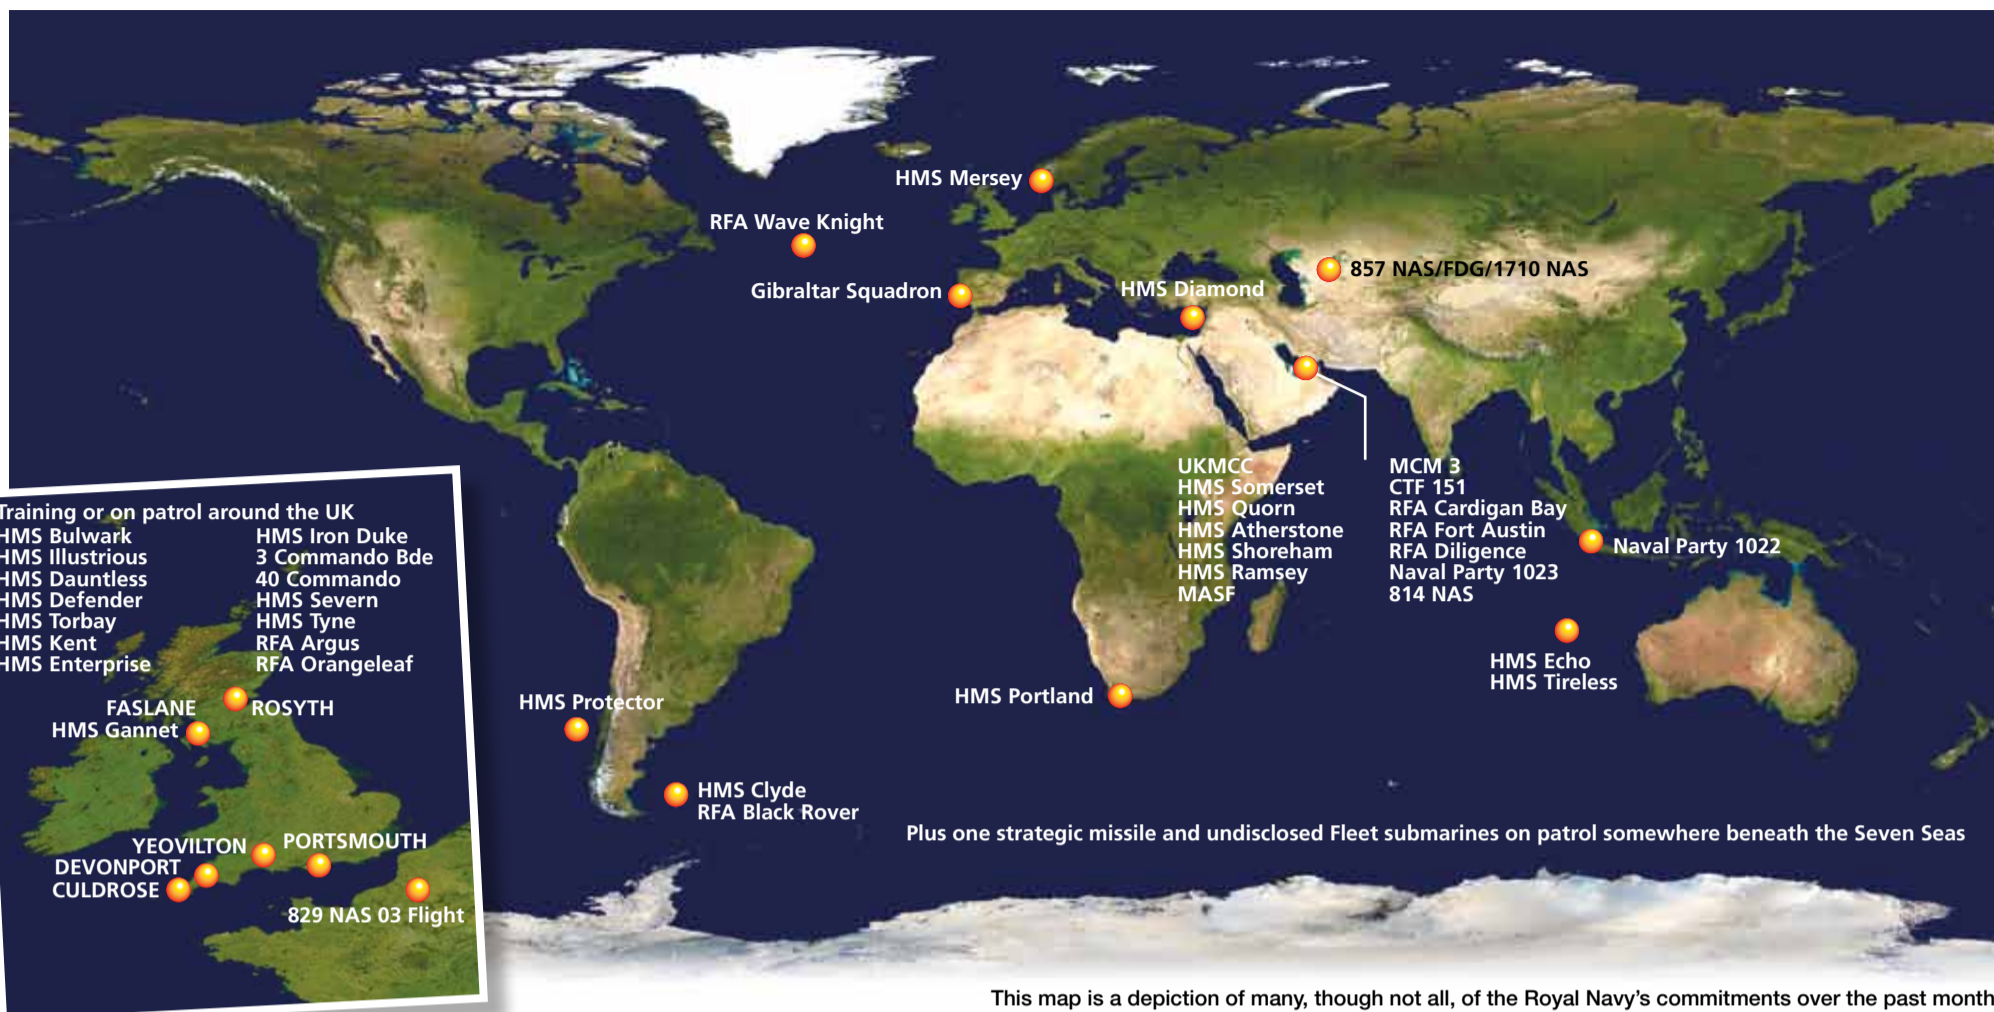 HMS Mersey
RFA Wave Knight
Gibraltar Squadron
857 NAS/FDG/1710 NAS
HMS Diamond
UKMCC
HMS Somerset
HMS Quorn
HMS Atherstone
HMS Shoreham
HMS Ramsey
MASF
MCM 3
CTF 151
RFA Cardigan Bay
RFA Fort Austin
RFA Diligence
Naval Party 1023
814 NAS
Naval Party 1022
HMS Echo
HMS Tireless
HMS Portland
HMS Protector
HMS Clyde
RFA Black Rover
Plus one strategic missile and undisclosed Fleet submarines on patrol somewhere beneath the Seven Seas
Training or on patrol around the UK
HMS Bulwark
HMS Illustrious
HMS Dauntless
HMS Defender
HMS Torbay
HMS Kent
HMS Enterprise
HMS Iron Duke
3 Commando Bde
40 Commando
HMS Severn
HMS Tyne
RFA Argus
RFA Orangeleaf
FASLANE
ROSYTH
HMS Gannet
YEOVILTON
PORTSMOUTH
DEVONPORT
CULDROSE
829 NAS 03 Flight
This map is a depiction of many, though not all, of the Royal Navy's commitments over the past month